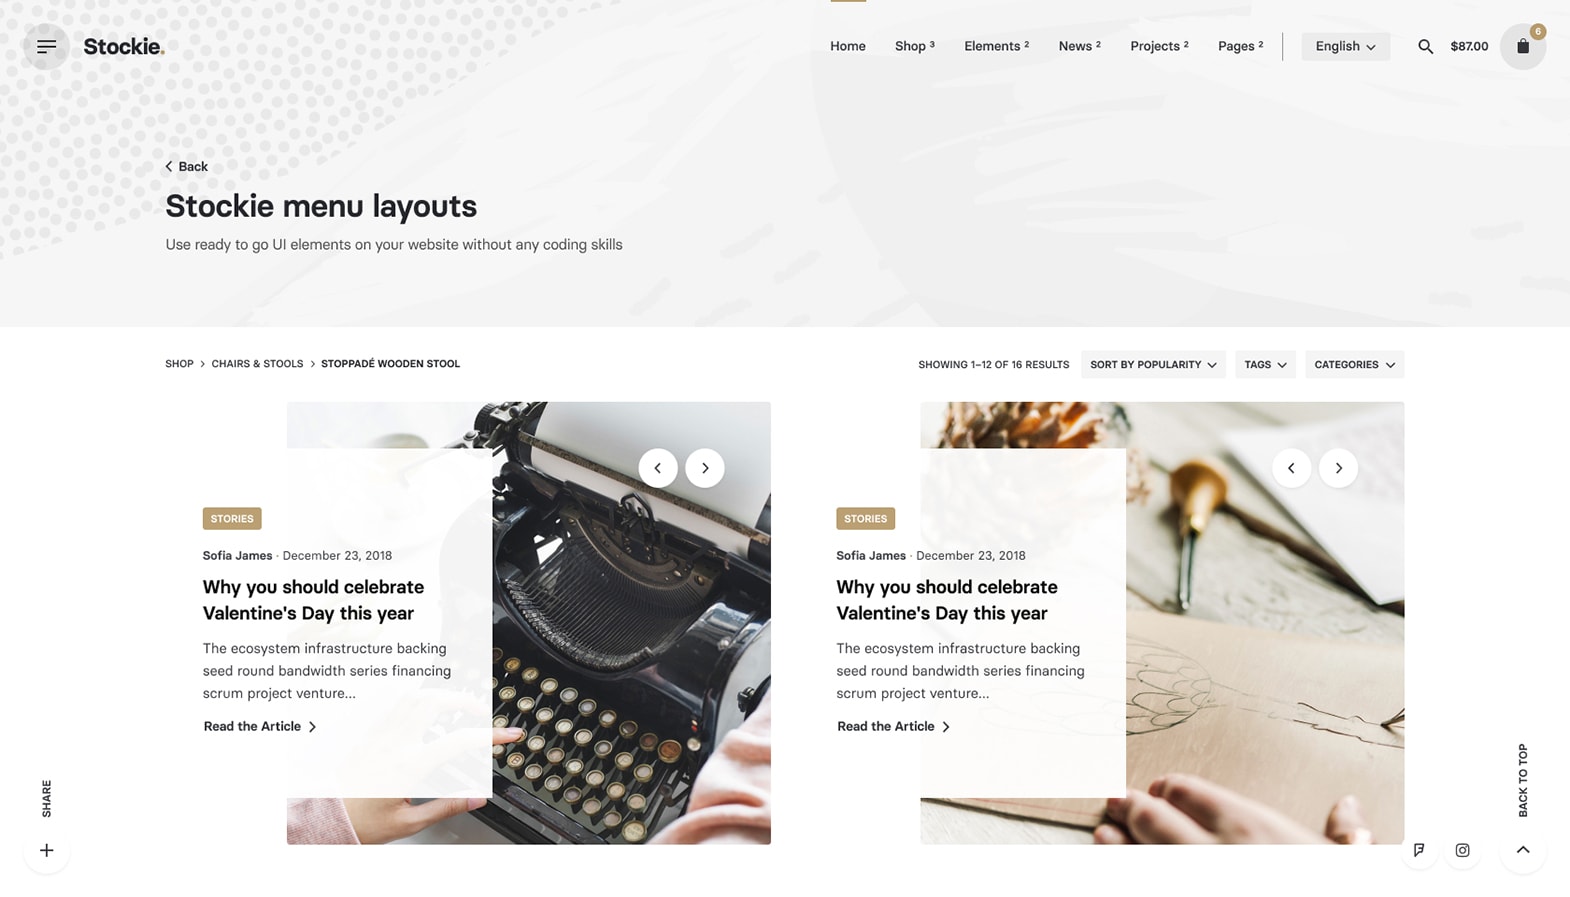 Stockie.
Home Shop 3 Elements 2 News 2 Projects 2 Pages 2 English $87.00 6
Back
Stockie menu layouts
Use ready to go UI elements on your website without any coding skills
SHOP > CHAIRS & STOOLS > STOPPADÉ WOODEN STOOL
SHOWING 1–12 OF 16 RESULTS SORT BY POPULARITY TAGS CATEGORIES
STORIES
Sofia James · December 23, 2018
Why you should celebrate
Valentine's Day this year
The ecosystem infrastructure backing
seed round bandwidth series financing
scrum project venture...
Read the Article
STORIES
Sofia James · December 23, 2018
Why you should celebrate
Valentine's Day this year
The ecosystem infrastructure backing
seed round bandwidth series financing
scrum project venture...
Read the Article
SHARE
BACK TO TOP